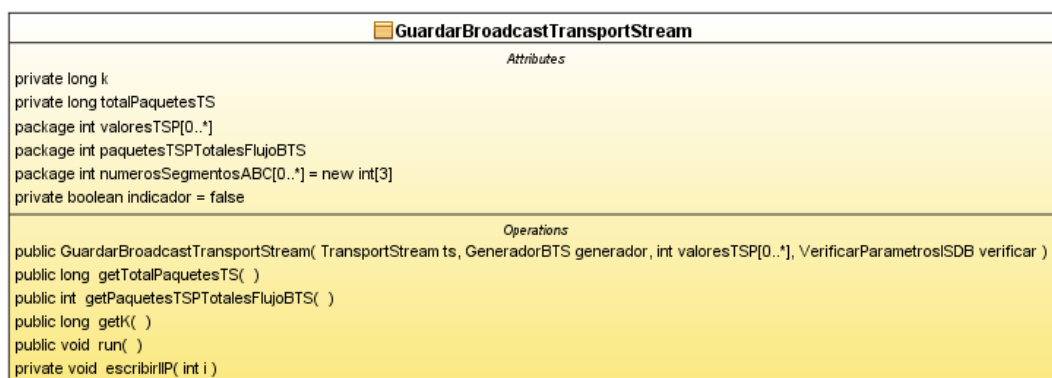 GuardarBroadcastTransportStream
Attributes
private long k
private long totalPaquetesTS
package int valoresTSP[0..*]
package int paquetesTSPTotalesFlujoBTS
package int numerosSegmentosABC[0..*] = new int[3]
private boolean indicador = false
Operations
public GuardarBroadcastTransportStream( TransportStream ts, GeneradorBTS generador, int valoresTSP[0..*], VerificarParametrosISDB verificar )
public long getTotalPaquetesTS( )
public int getPaquetesTSPTotalesFlujoBTS( )
public long getK( )
public void run( )
private void escribirIIP( int i )